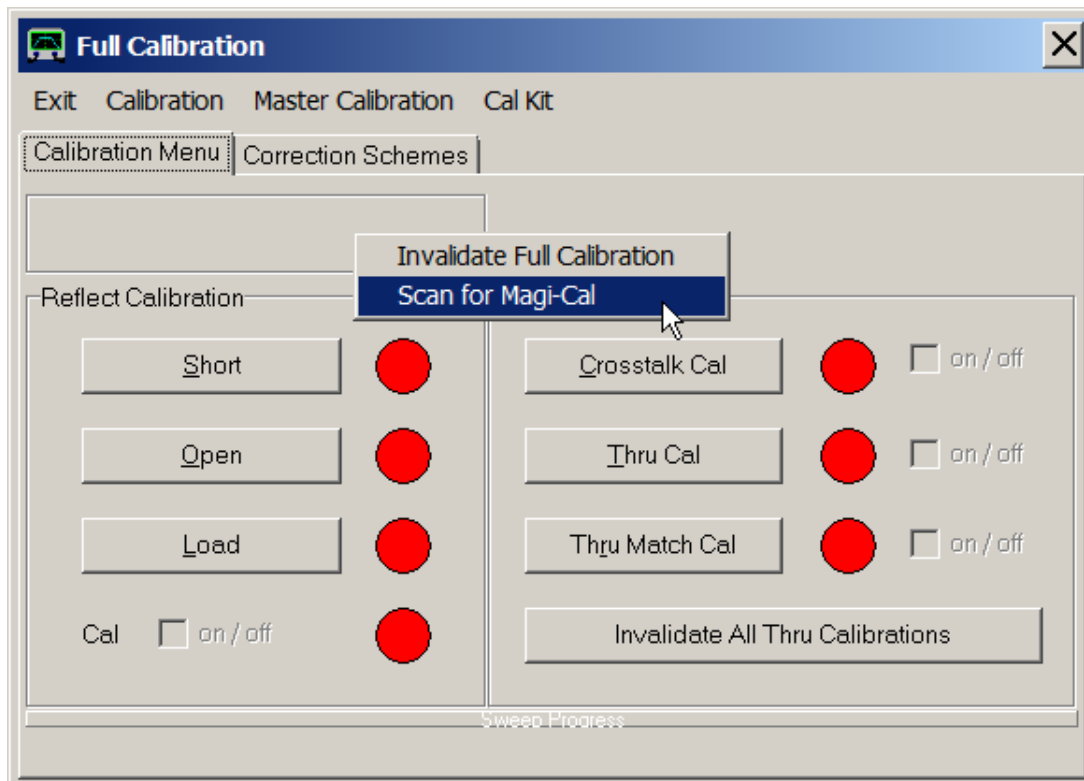 Full Calibration
Exit Calibration Master Calibration Cal Kit
Calibration Menu Correction Schemes
Invalidate Full Calibration
Scan for Magi-Cal
Reflect Calibration
Short
Crosstalk Cal
on / off
Open
Thru Cal
on / off
Load
Thru Match Cal
on / off
Cal
on / off
Invalidate All Thru Calibrations
Sweep Progress